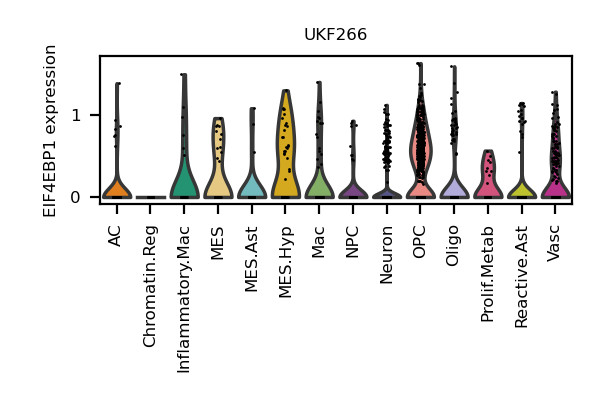 UKF266
EIF4EBP1 expression
1
0
AC
Chromatin.Reg
Inflammatory.Mac
MES
MES.Ast
MES.Hyp
Mac
NPC
Neuron
OPC
Oligo
Prolif.Metab
Reactive.Ast
Vasc